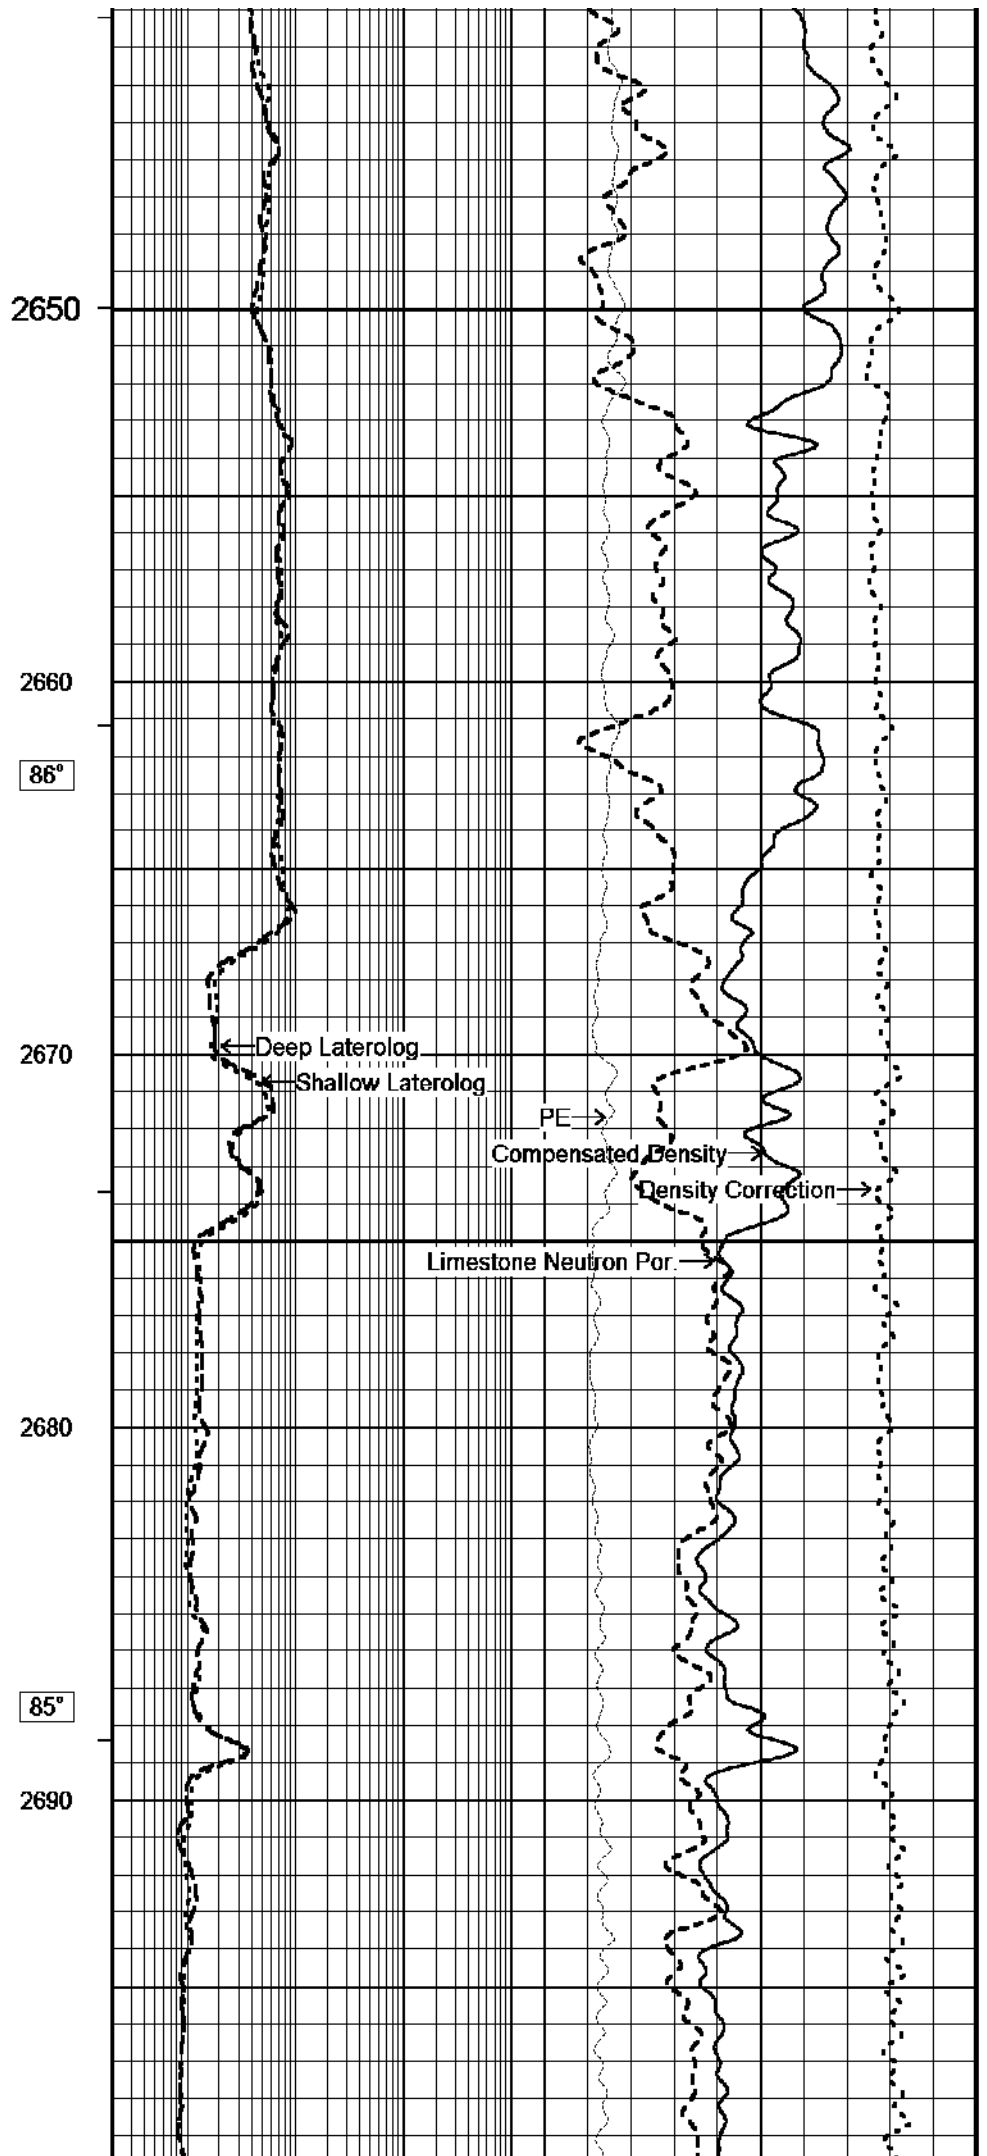 2650
2660
86°
2670
Deep Laterolog
Shallow Laterolog
PE
Compensated Density
Density Correction
Limestone Neutron Por.
2680
85°
2690